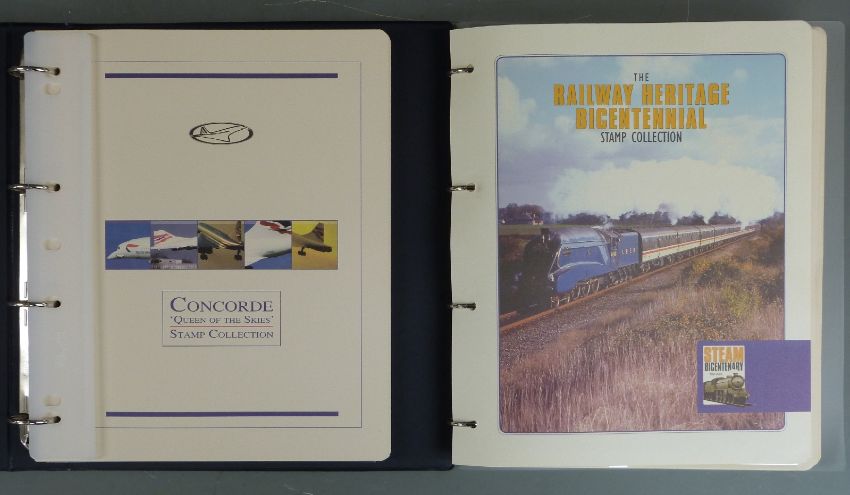 CONCORDE
'QUEEN OF THE SKIES'
STAMP COLLECTION
THE
RAILWAY HERITAGE
BICENTENNIAL
STAMP COLLECTION
STEAM
BICENTENARY